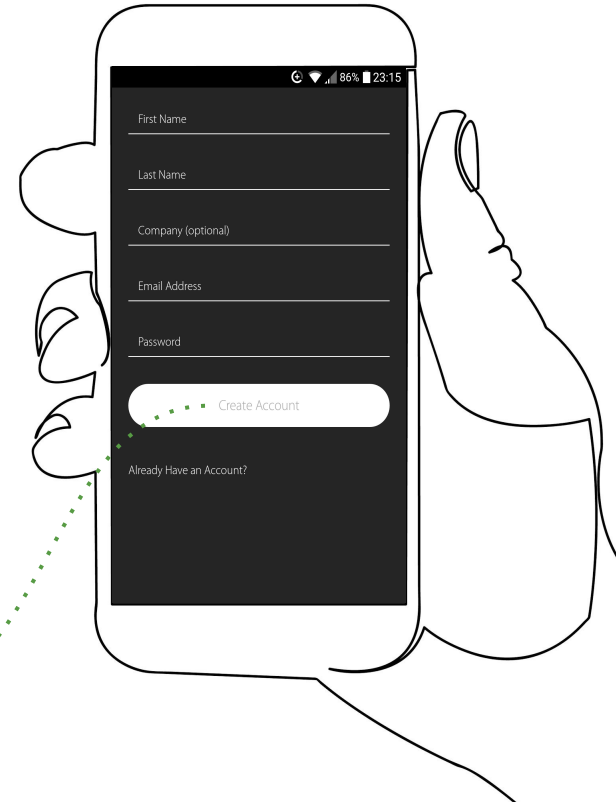 86% 23:15
First Name
Last Name
Company (optional)
Email Address
Password
Create Account
Already Have an Account?